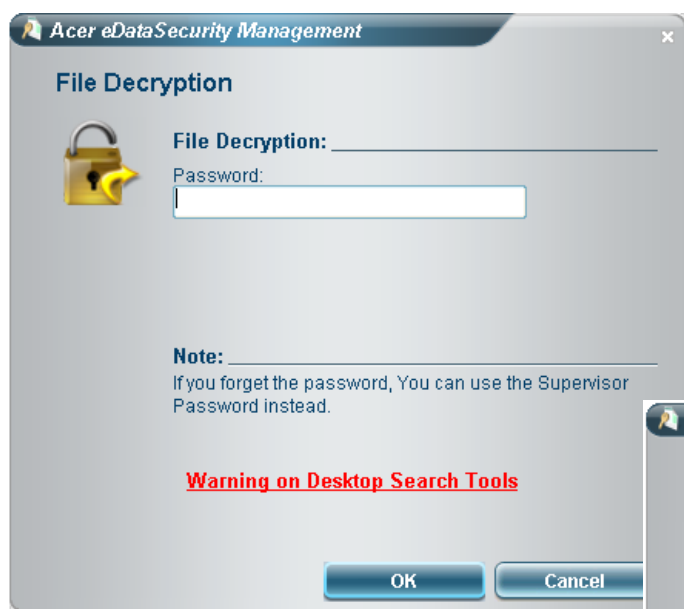 Acer eDataSecurity Management
File Decryption
File Decryption:
Password:
Note:
If you forget the password, You can use the Supervisor
Password instead.
Warning on Desktop Search Tools
OK
Cancel